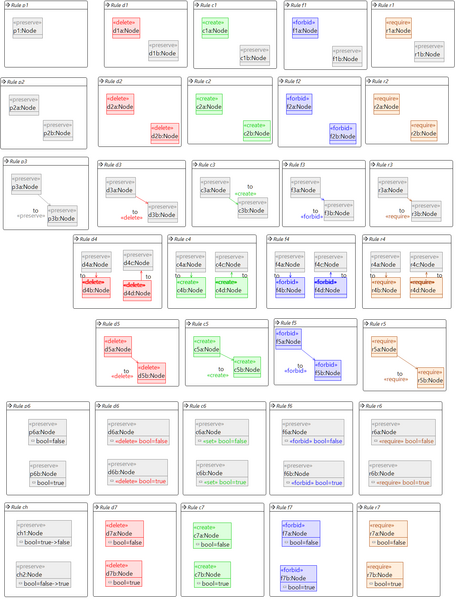 Rule p1
«preserve»
p1:Node
Rule d1
«delete»
d1a:Node
«preserve»
d1b:Node
Rule c1
«create»
c1a:Node
«preserve»
c1b:Node
Rule f1
«forbid»
f1a:Node
«preserve»
f1b:Node
Rule r1
«require»
r1a:Node
«preserve»
r1b:Node
Rule p2
«preserve»
p2a:Node
«preserve»
p2b:Node
Rule d2
«delete»
d2a:Node
«delete»
d2b:Node
Rule c2
«create»
c2a:Node
«create»
c2b:Node
Rule f2
«forbid»
f2a:Node
«forbid»
f2b:Node
Rule r2
«require»
r2a:Node
«require»
r2b:Node
Rule p3
«preserve»
p3a:Node
to
«preserve»
«preserve»
p3b:Node
Rule d3
«preserve»
d3a:Node
to
«delete»
«preserve»
d3b:Node
Rule c3
«preserve»
c3a:Node
to
«create»
«preserve»
c3b:Node
Rule f3
«preserve»
f3a:Node
to
«forbid»
«preserve»
f3b:Node
Rule r3
«preserve»
r3a:Node
to
«require»
«preserve»
r3b:Node
Rule d4
«preserve»
d4a:Node
«preserve»
d4c:Node
to
to
«delete»
d4b:Node
«delete»
d4d:Node
Rule c4
«preserve»
c4a:Node
«preserve»
c4c:Node
to
to
«create»
c4b:Node
«create»
c4d:Node
Rule f4
«preserve»
f4a:Node
«preserve»
f4c:Node
to
to
«forbid»
f4b:Node
«forbid»
f4d:Node
Rule r4
«preserve»
r4a:Node
«preserve»
r4c:Node
to
to
«require»
r4b:Node
«require»
r4d:Node
Rule d5
«delete»
d5a:Node
to
«delete»
«delete»
d5b:Node
Rule c5
«create»
c5a:Node
to
«create»
«create»
c5b:Node
Rule f5
«forbid»
f5a:Node
to
«forbid»
«forbid»
f5b:Node
Rule r5
«require»
r5a:Node
to
«require»
«require»
r5b:Node
Rule p6
«preserve»
p6a:Node
bool=false
«preserve»
p6b:Node
bool=true
Rule d6
«preserve»
d6a:Node
«delete» bool=false
«preserve»
d6b:Node
«delete» bool=true
Rule c6
«preserve»
c6a:Node
«set» bool=false
«preserve»
c6b:Node
«set» bool=true
Rule f6
«preserve»
f6a:Node
«forbid» bool=false
«preserve»
f6b:Node
«forbid» bool=true
Rule r6
«preserve»
r6a:Node
«require» bool=false
«preserve»
r6b:Node
«require» bool=true
Rule ch
«preserve»
ch1:Node
bool=true->false
«preserve»
ch2:Node
bool=false->true
Rule d7
«delete»
d7a:Node
bool=false
«delete»
d7b:Node
bool=true
Rule c7
«create»
c7a:Node
bool=false
«create»
c7b:Node
bool=true
Rule f7
«forbid»
f7a:Node
bool=false
«forbid»
f7b:Node
bool=true
Rule r7
«require»
r7a:Node
bool=false
«require»
r7b:Node
bool=true